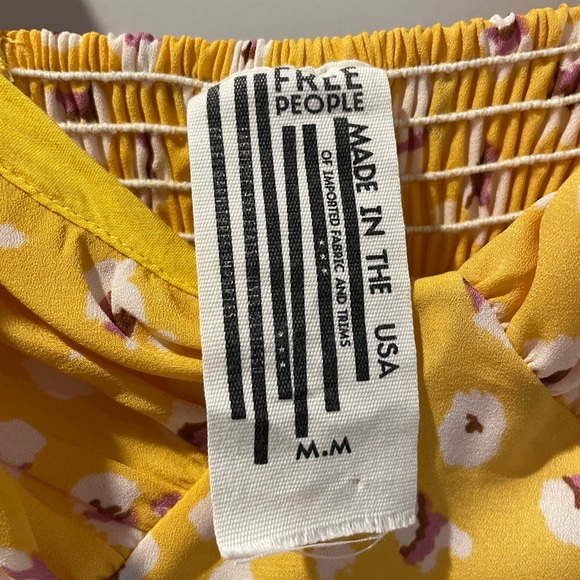 FREE
PEOPLE
MADE IN THE USA
OF IMPORTED FABRIC AND TRIMS
M.M